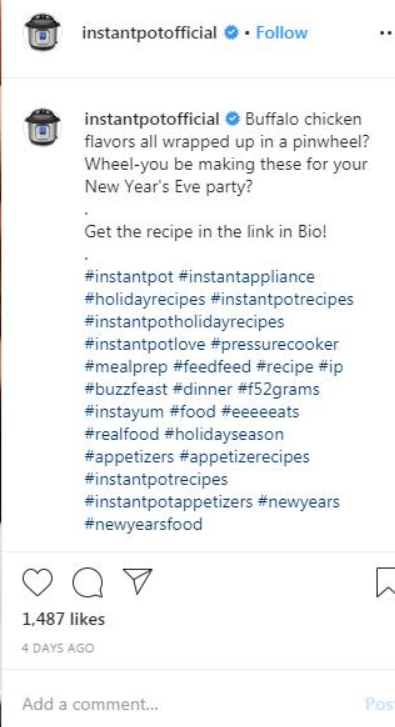 instantpotofficial • Follow
instantpotofficial Buffalo chicken
flavors all wrapped up in a pinwheel?
Wheel-you be making these for your
New Year's Eve party?
.
Get the recipe in the link in Bio!
.
#instantpot #instantappliance
#holidayrecipes #instantpotrecipes
#instantpotholidayrecipes
#instantpotlove #pressurecooker
#mealprep #feedfeed #recipe #ip
#buzzfeast #dinner #f52grams
#instayum #food #eeeeeats
#realfood #holidayseason
#appetizers #appetizerecipes
#instantpotrecipes
#instantpotappetizers #newyears
#newyearsfood
1,487 likes
4 DAYS AGO
Add a comment... Pos